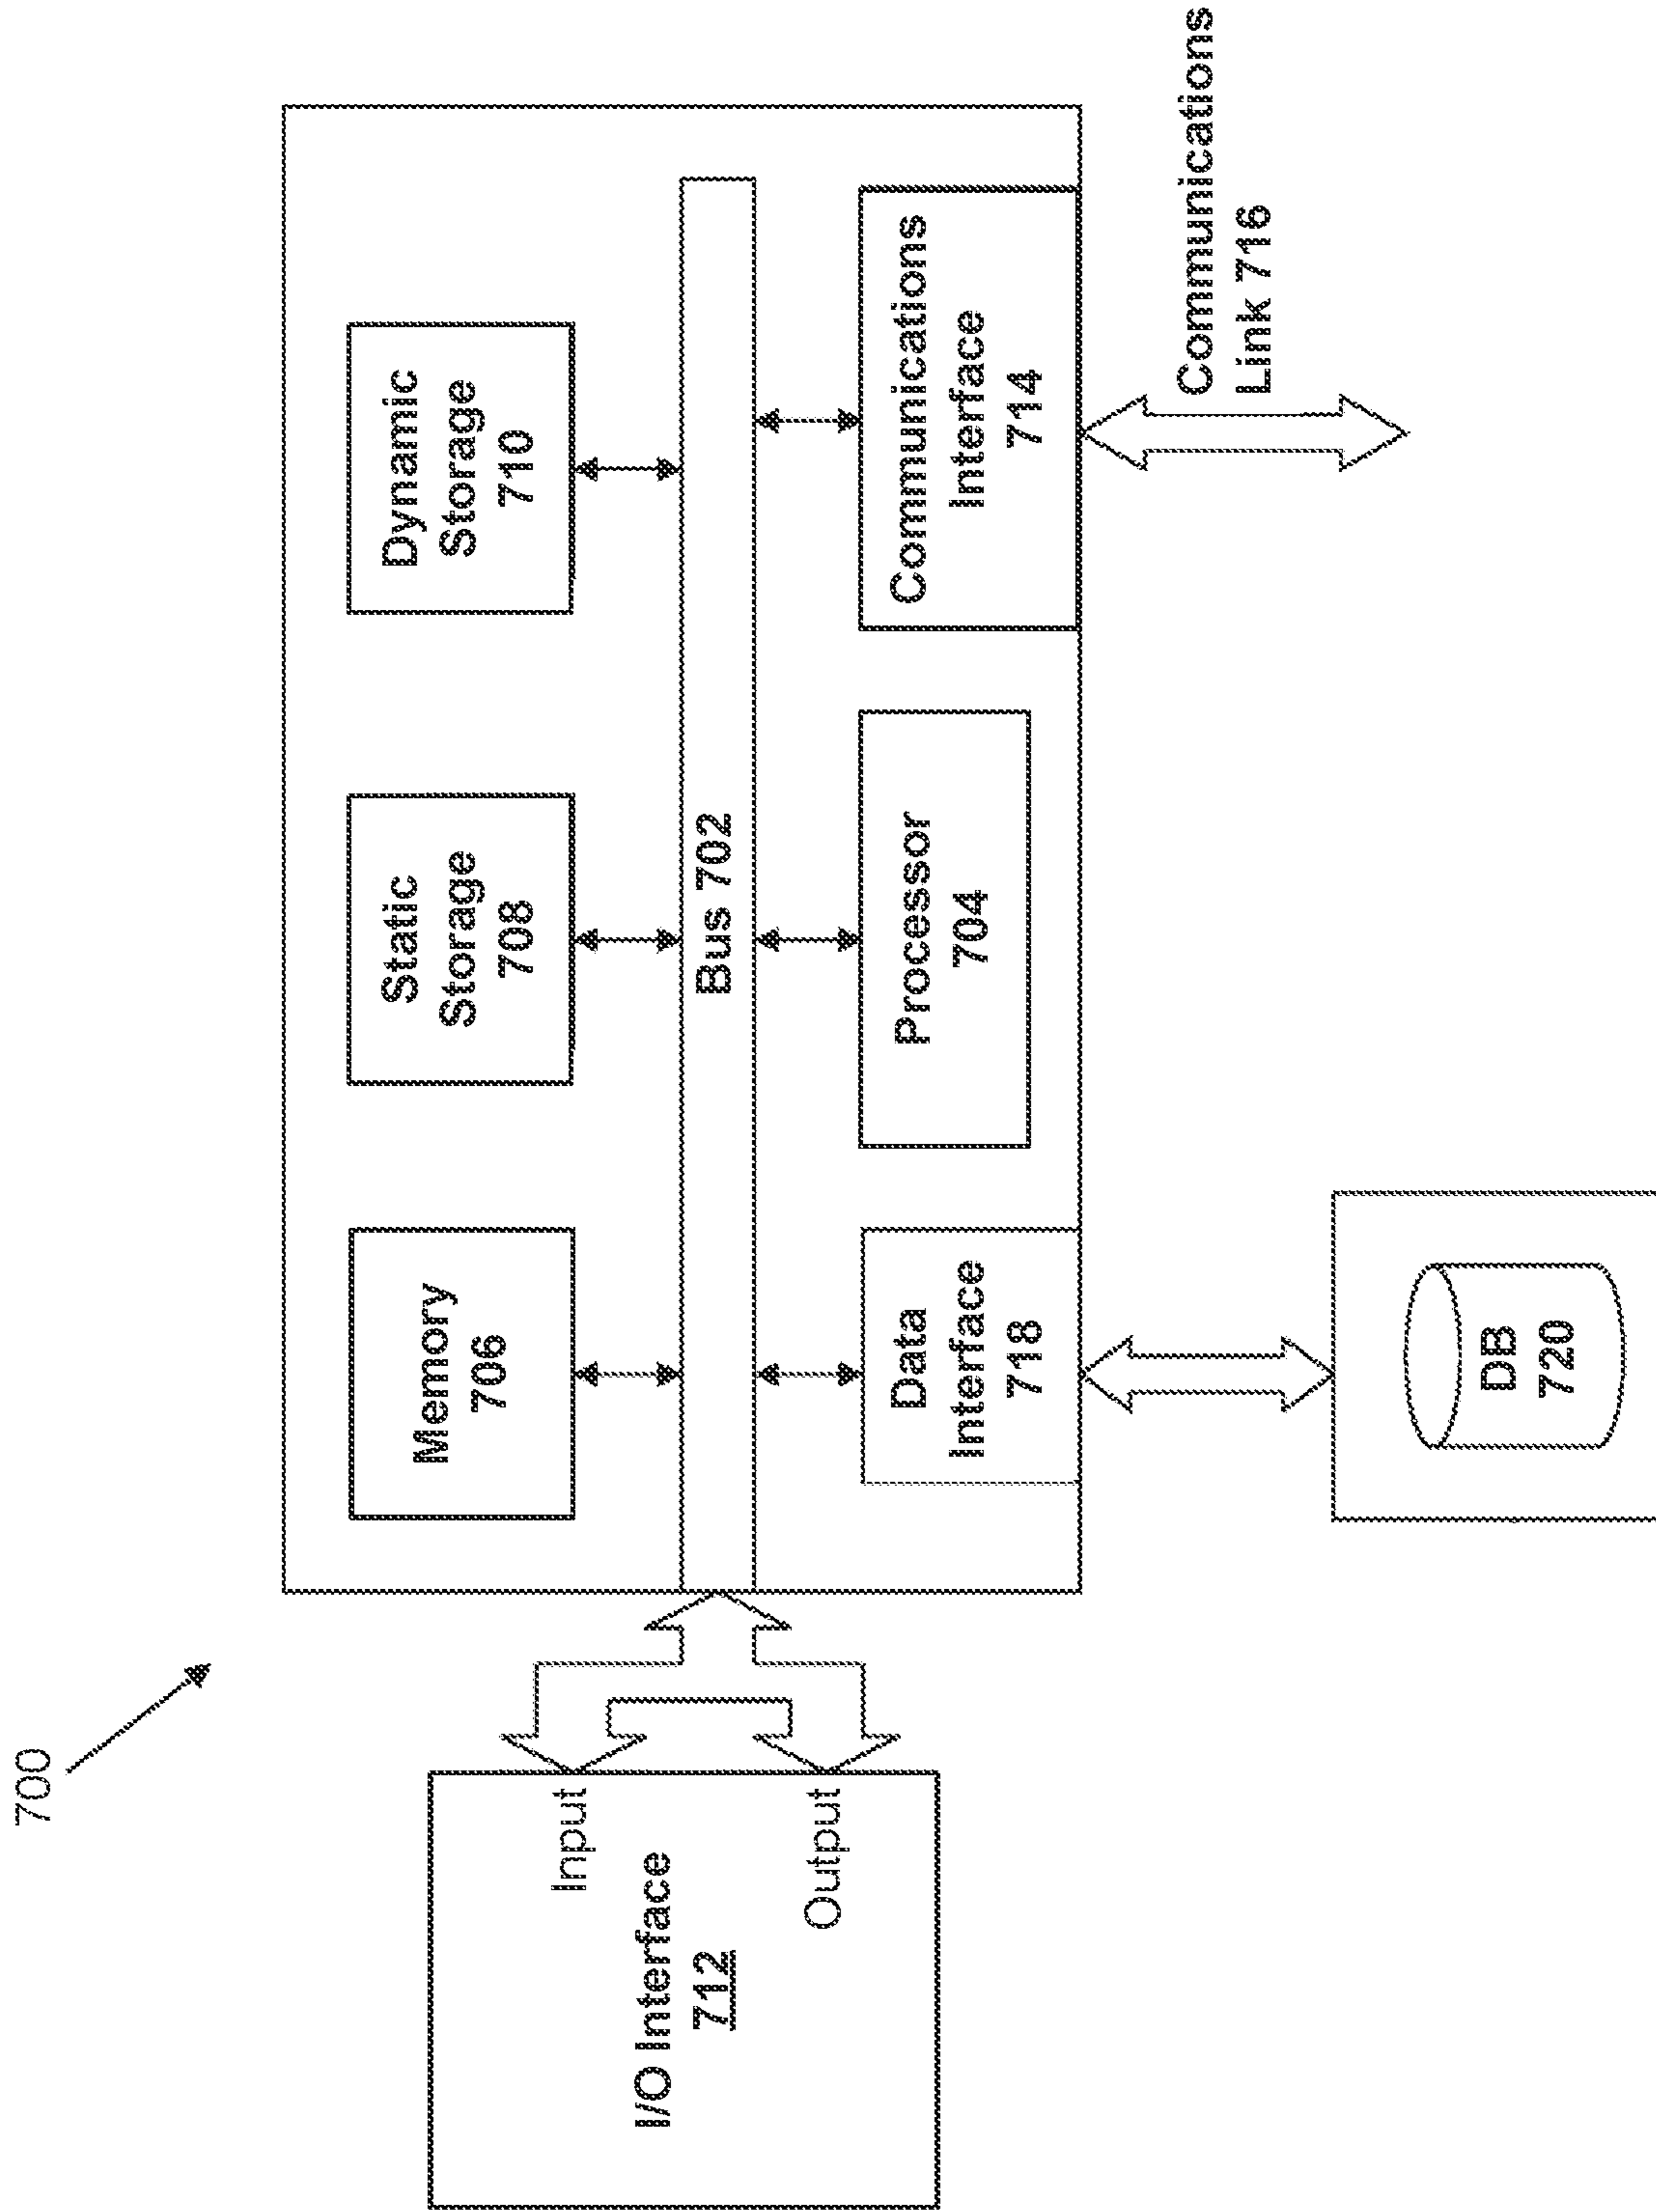 700
Memory
706
Static
Storage
708
Dynamic
Storage
710
Bus 702
I/O Interface
712
Input
Output
Data
Interface
718
Processor
704
Communications
Interface
714
Communications
Link 716
DB
720